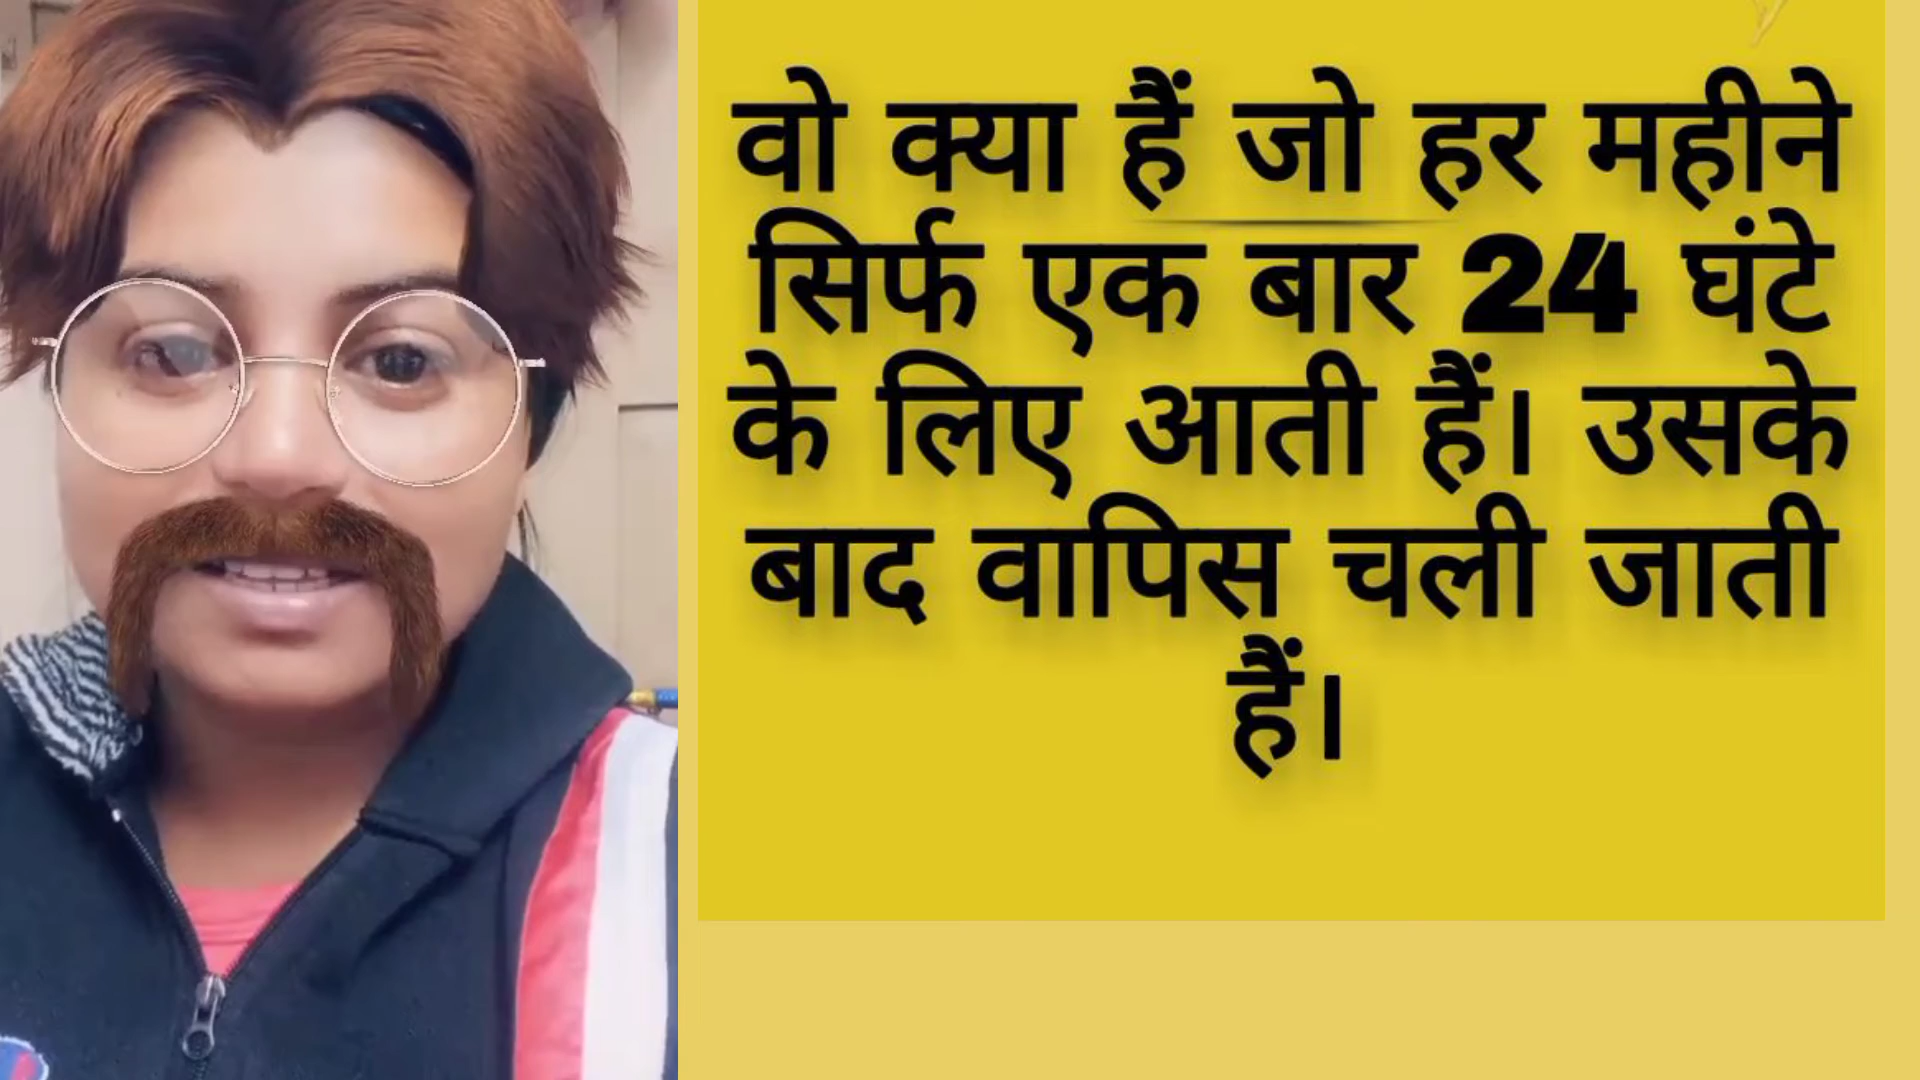 वो क्या हैं जो हर महीने
सिर्फ एक बार 24 घंटे
के लिए आती हैं। उसके
बाद वापिस चली जाती
हैं।